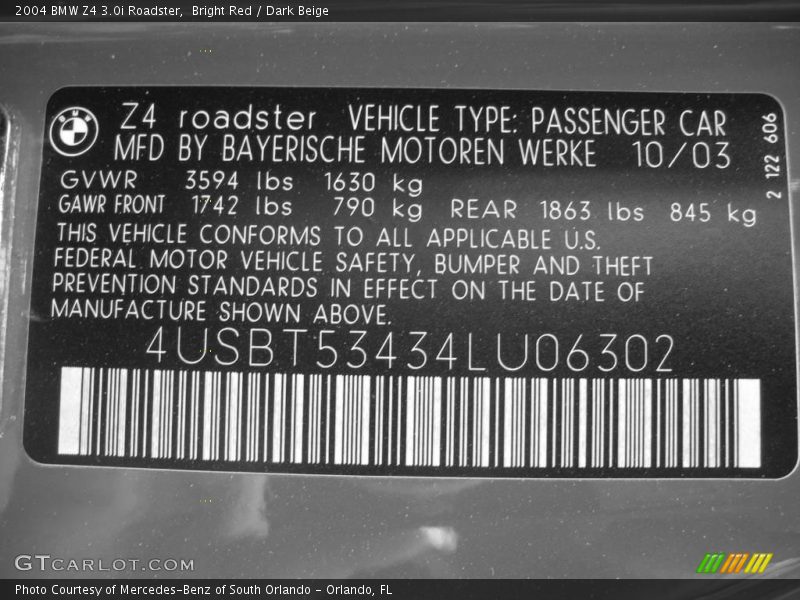 2004 BMW Z4 3.0i Roadster, Bright Red / Dark Beige
BMW
Z4 roadster VEHICLE TYPE: PASSENGER CAR
MFD BY BAYERISCHE MOTOREN WERKE 10/03
2 122 606
GVWR 3594 lbs 1630 kg
GAWR FRONT 1742 lbs 790 kg REAR 1863 lbs 845 kg
THIS VEHICLE CONFORMS TO ALL APPLICABLE U.S.
FEDERAL MOTOR VEHICLE SAFETY, BUMPER AND THEFT
PREVENTION STANDARDS IN EFFECT ON THE DATE OF
MANUFACTURE SHOWN ABOVE.
4USBT53434LU06302
GTCARLOT.COM
Photo Courtesy of Mercedes-Benz of South Orlando - Orlando, FL